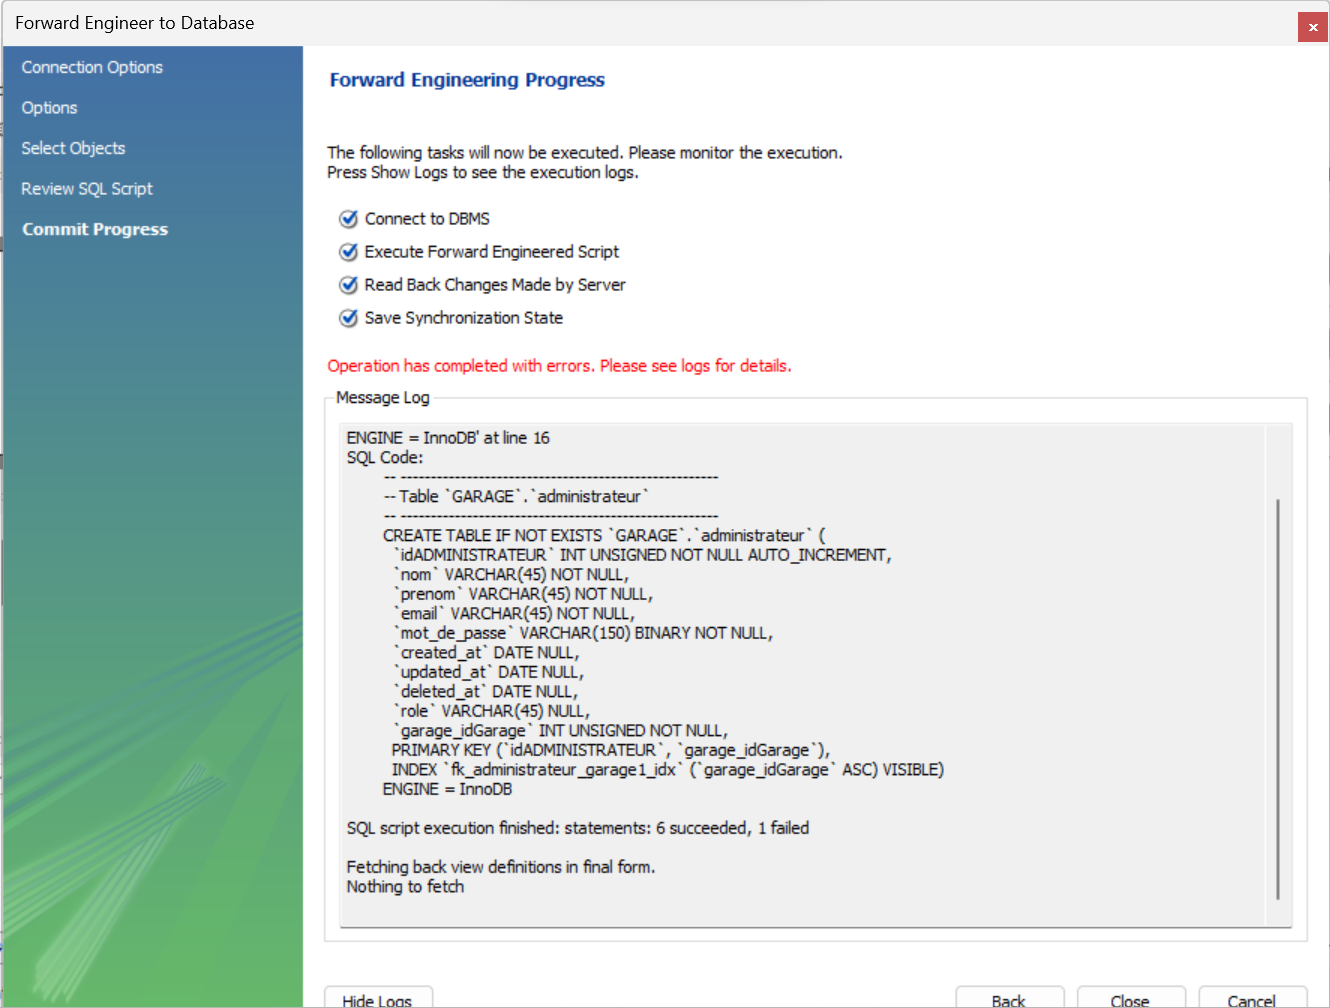 Forward Engineer to Database
Connection Options
Options
Select Objects
Review SQL Script
Commit Progress
Forward Engineering Progress
The following tasks will now be executed. Please monitor the execution.
Press Show Logs to see the execution logs.
Connect to DBMS
Execute Forward Engineered Script
Read Back Changes Made by Server
Save Synchronization State
Operation has completed with errors. Please see logs for details.
Message Log
ENGINE = InnoDB' at line 16
SQL Code:
-- -----------------------------------------------------
-- Table `GARAGE`.`administrateur`
-- -----------------------------------------------------
CREATE TABLE IF NOT EXISTS `GARAGE`.`administrateur` (
`idADMINISTRATEUR` INT UNSIGNED NOT NULL AUTO_INCREMENT,
`nom` VARCHAR(45) NOT NULL,
`prenom` VARCHAR(45) NOT NULL,
`email` VARCHAR(45) NOT NULL,
`mot_de_passe` VARCHAR(150) BINARY NOT NULL,
`created_at` DATE NULL,
`updated_at` DATE NULL,
`deleted_at` DATE NULL,
`role` VARCHAR(45) NULL,
`garage_idGarage` INT UNSIGNED NOT NULL,
PRIMARY KEY (`idADMINISTRATEUR`, `garage_idGarage`),
INDEX `fk_administrateur_garage1_idx` (`garage_idGarage` ASC) VISIBLE)
ENGINE = InnoDB
SQL script execution finished: statements: 6 succeeded, 1 failed
Fetching back view definitions in final form.
Nothing to fetch
Hide Logs
Back
Close
Cancel